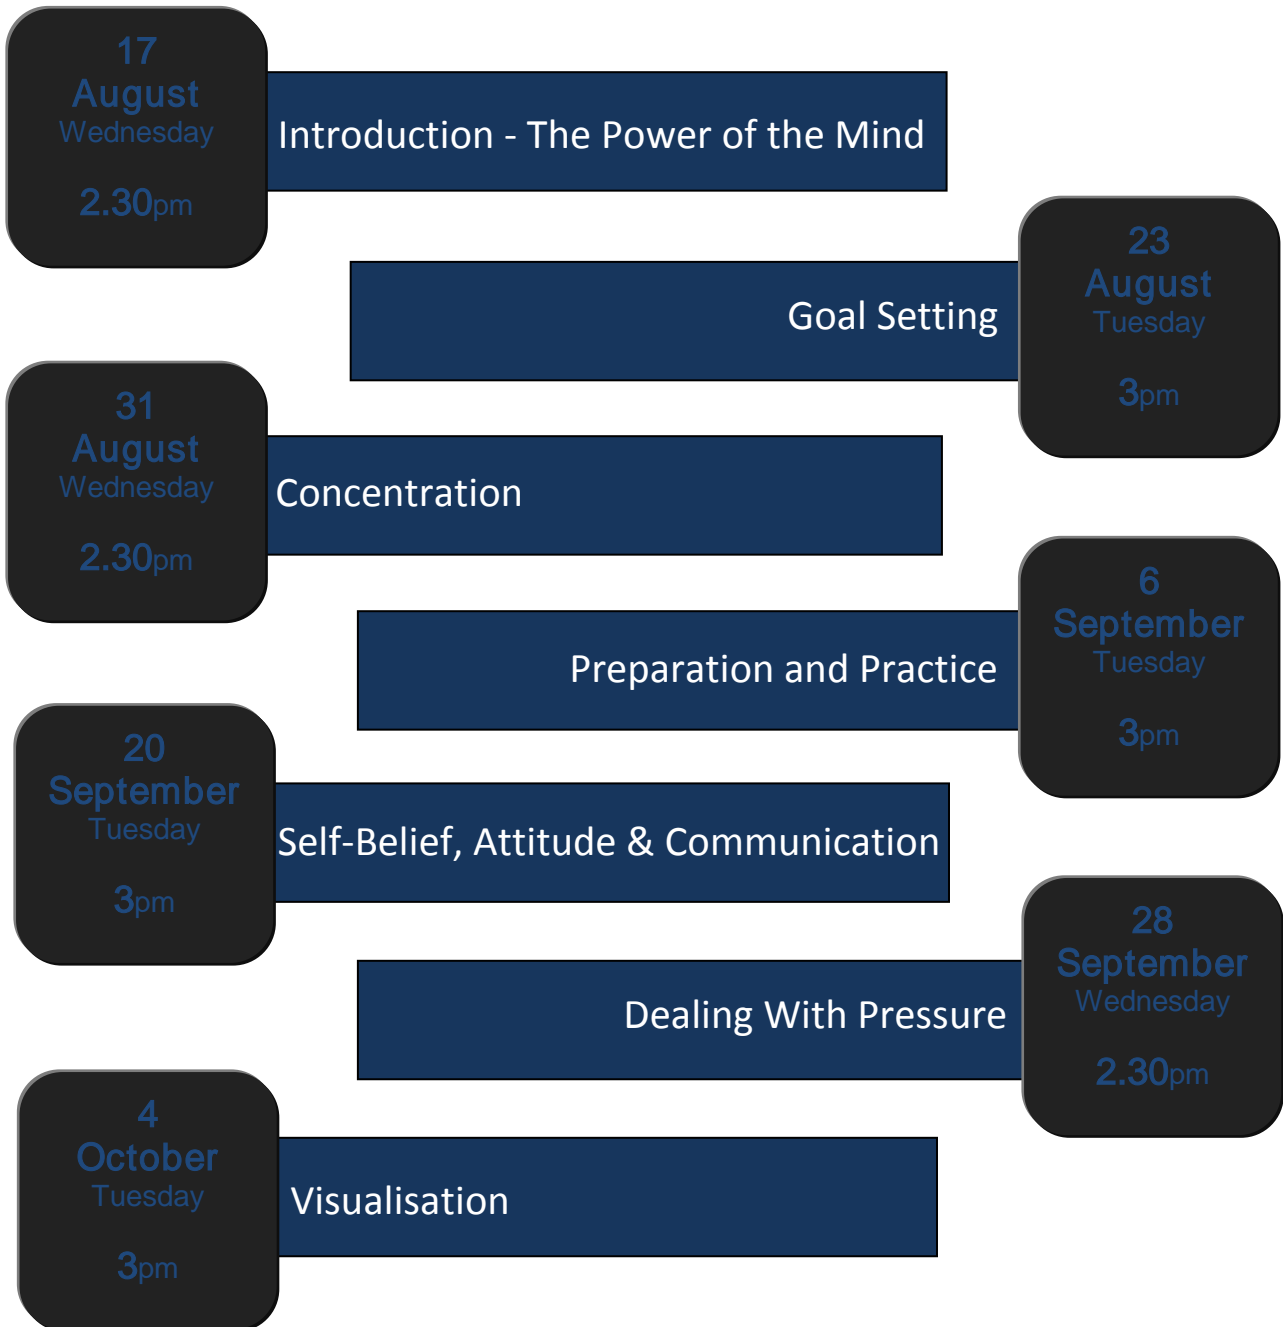 17
August
Wednesday
2.30pm
Introduction - The Power of the Mind
23
August
Tuesday
3pm
Goal Setting
31
August
Wednesday
2.30pm
Concentration
6
September
Tuesday
3pm
Preparation and Practice
20
September
Tuesday
3pm
Self-Belief, Attitude & Communication
28
September
Wednesday
2.30pm
Dealing With Pressure
4
October
Tuesday
3pm
Visualisation